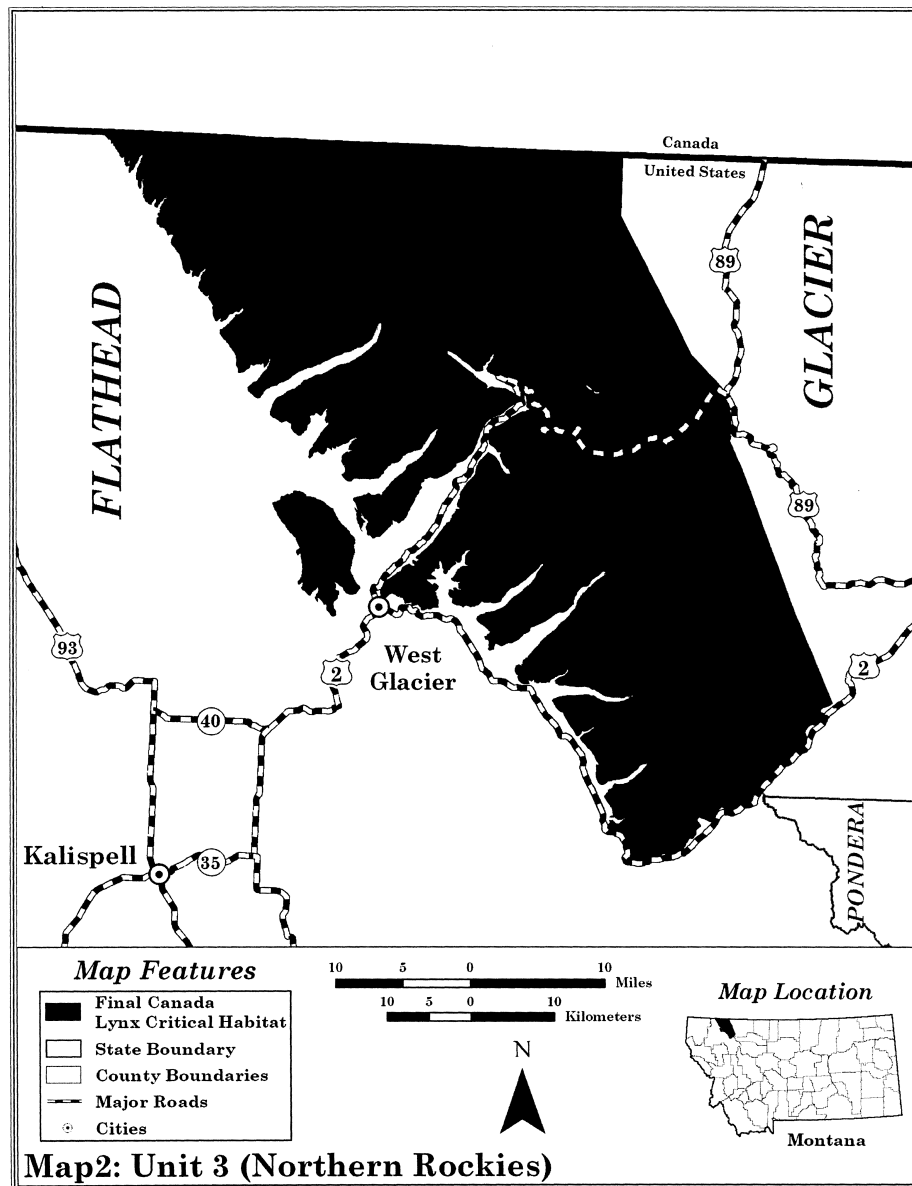 Canada
United States
89
FLATHEAD
GLACIER
89
93
2
West
Glacier
2
40
Kalispell
35
PONDERA
Map Features
Final Canada
Lynx Critical Habitat
State Boundary
County Boundaries
Major Roads
Cities
10 5 0 10 Miles
10 5 0 10 Kilometers
N
Map Location
Montana
Map2: Unit 3 (Northern Rockies)